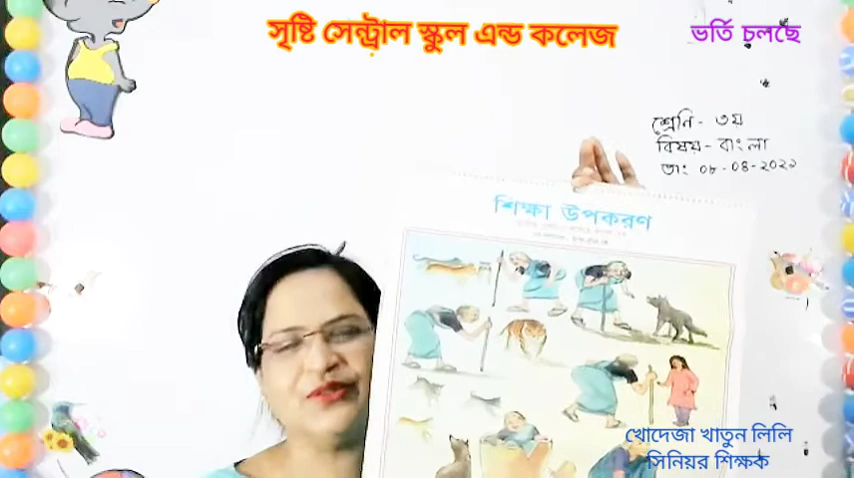 সৃষ্টি সেন্ট্রাল স্কুল এন্ড কলেজ
ভর্তি চলছে
শ্রেণি - ৩য়
বিষয় - বাংলা
তাং ০৮-০৪-২০২১
শিক্ষা উপকরণ
খোদেজা খাতুন লিলি
সিনিয়র শিক্ষক